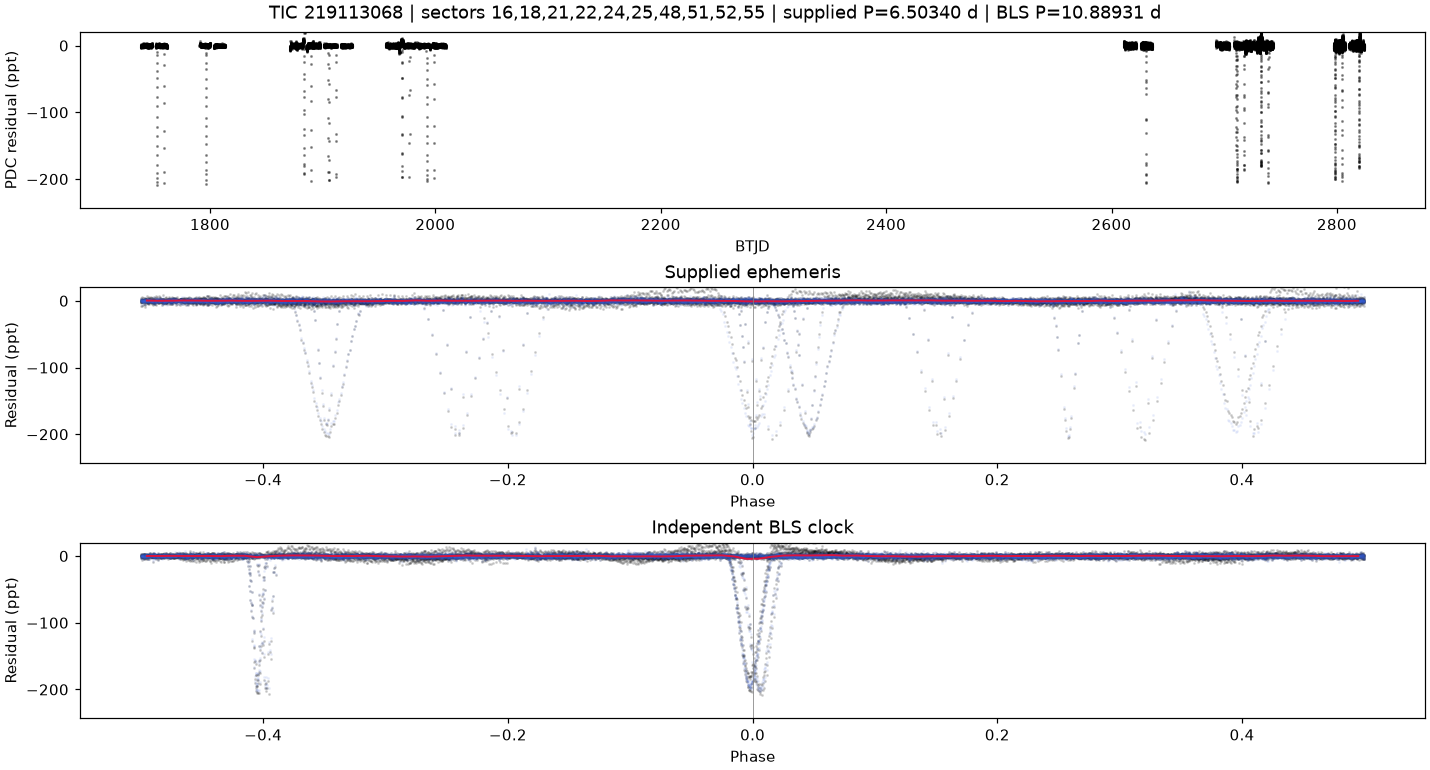 TIC 219113068 | sectors 16,18,21,22,24,25,48,51,52,55 | supplied P=6.50340 d | BLS P=10.88931 d
PDC residual (ppt)
0
−100
−200
1800
2000
2200
2400
2600
2800
BTJD
Supplied ephemeris
Residual (ppt)
0
−100
−200
−0.4
−0.2
0.0
0.2
0.4
Phase
Independent BLS clock
Residual (ppt)
0
−100
−200
−0.4
−0.2
0.0
0.2
0.4
Phase